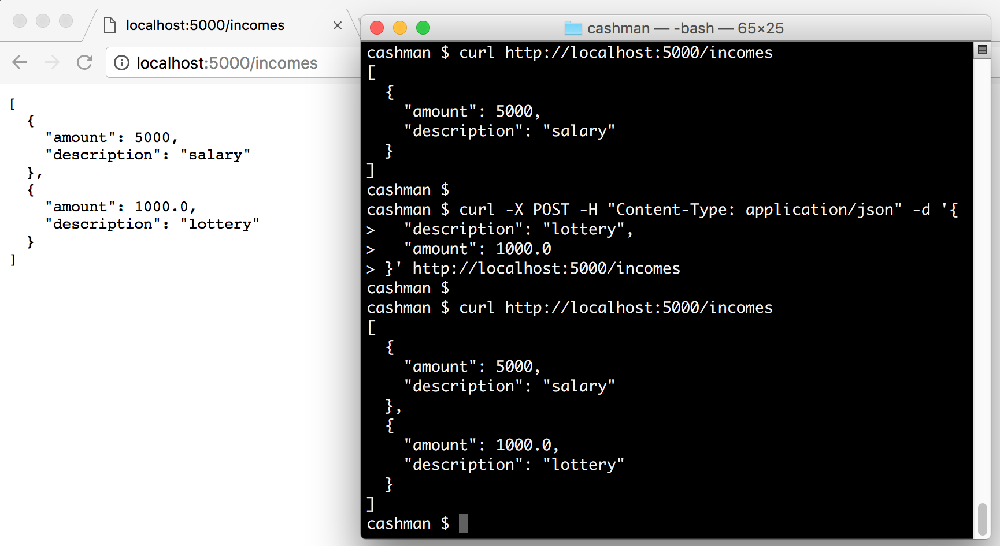 localhost:5000/incomes
localhost:5000/incomes
[
  {
    "amount": 5000,
    "description": "salary"
  },
  {
    "amount": 1000.0,
    "description": "lottery"
  }
]
cashman — -bash — 65×25
cashman $ curl http://localhost:5000/incomes
[
  {
    "amount": 5000,
    "description": "salary"
  }
]
cashman $
cashman $ curl -X POST -H "Content-Type: application/json" -d '{
>   "description": "lottery",
>   "amount": 1000.0
> }' http://localhost:5000/incomes
cashman $
cashman $ curl http://localhost:5000/incomes
[
  {
    "amount": 5000,
    "description": "salary"
  },
  {
    "amount": 1000.0,
    "description": "lottery"
  }
]
cashman $